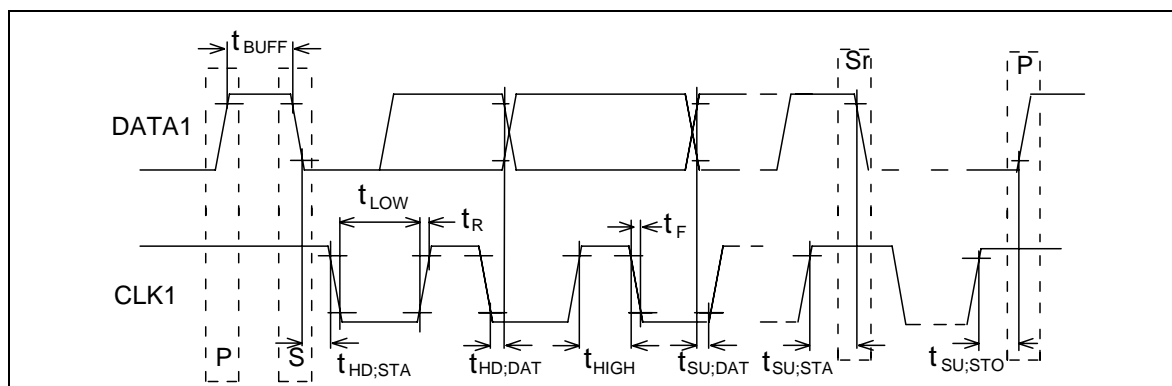 tBUFF
Sr
P
DATA1
tLOW
tR
tF
CLK1
P
S
tHD;STA
tHD;DAT
tHIGH
tSU;DAT
tSU;STA
tSU;STO